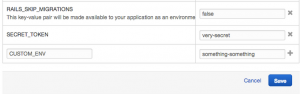 RAILS_SKIP_MIGRATIONS
false
This key-value pair will be made available to your application as an environme
SECRET_TOKEN
very-secret
CUSTOM_ENV
something-something
Cancel
Save